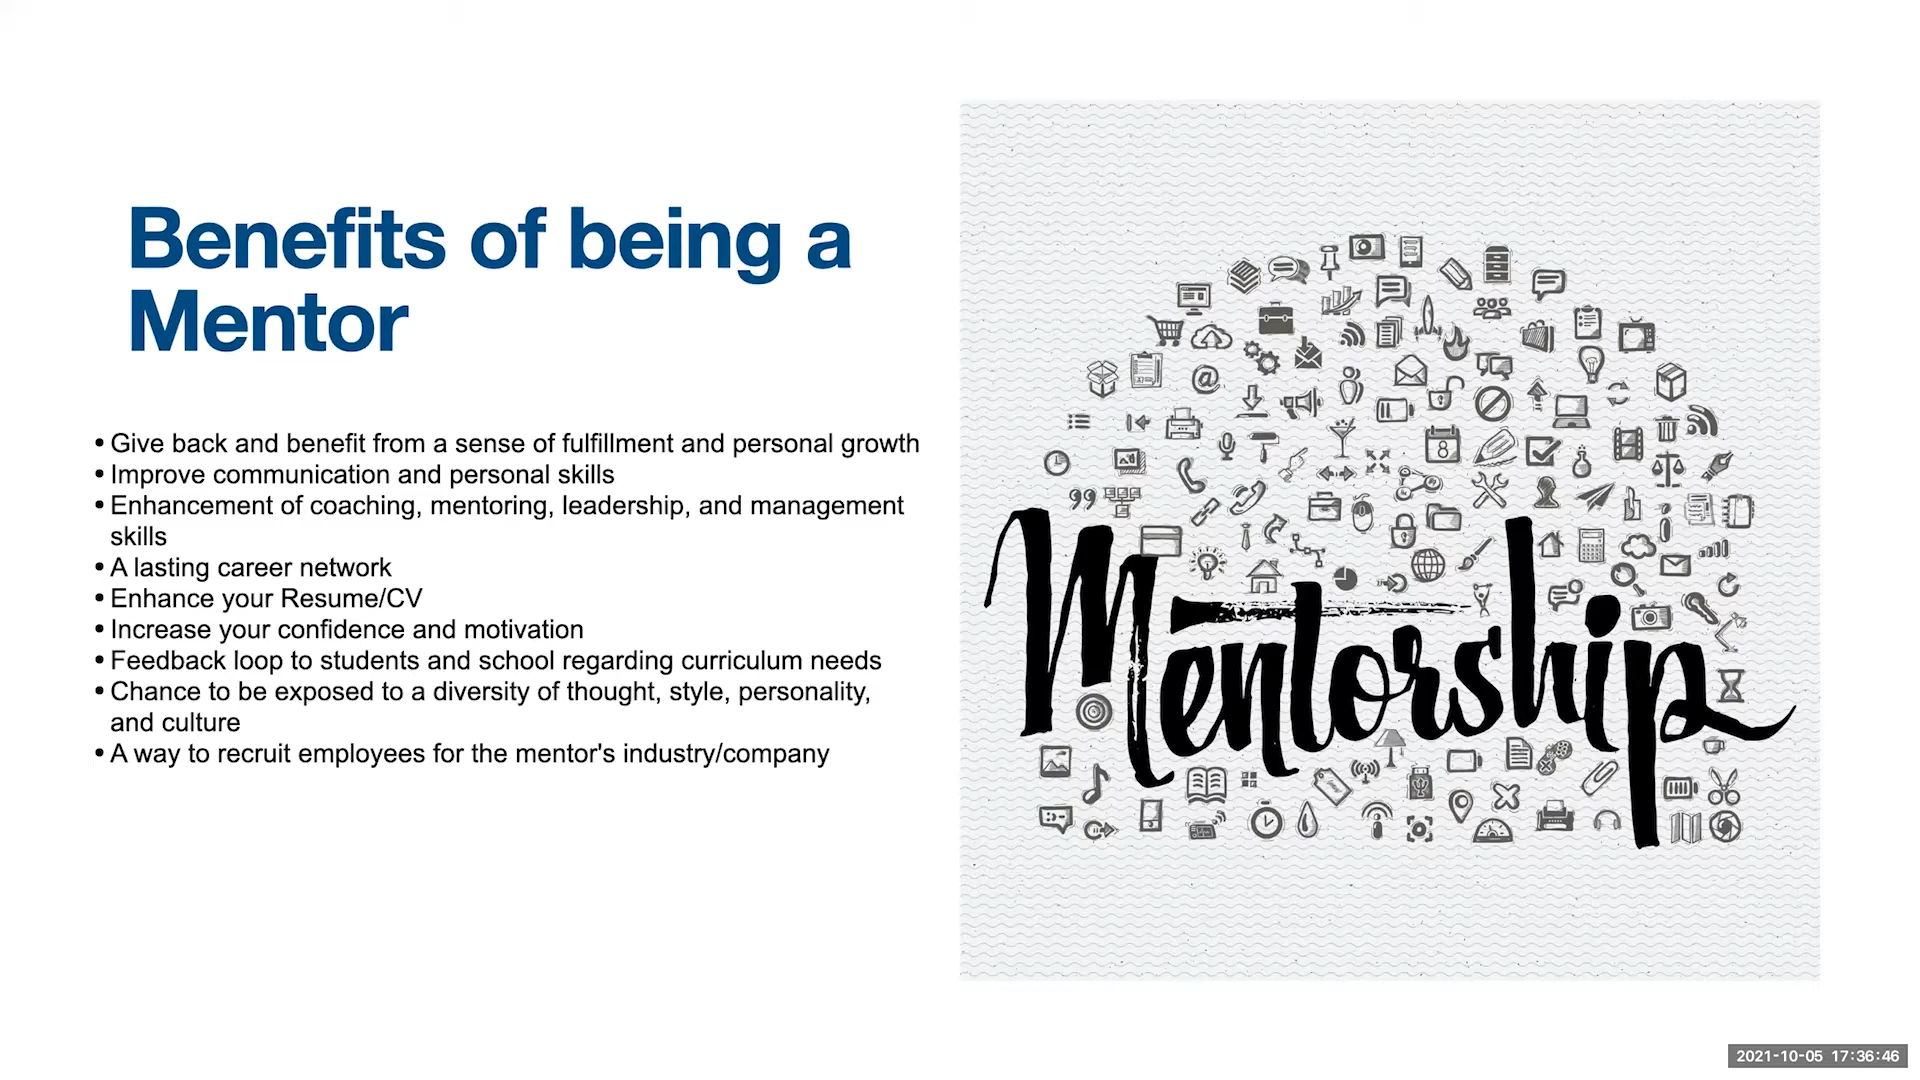 Benefits of being a
Mentor
• Give back and benefit from a sense of fulfillment and personal growth
• Improve communication and personal skills
• Enhancement of coaching, mentoring, leadership, and management
skills
• A lasting career network
• Enhance your Resume/CV
• Increase your confidence and motivation
• Feedback loop to students and school regarding curriculum needs
• Chance to be exposed to a diversity of thought, style, personality,
and culture
• A way to recruit employees for the mentor's industry/company
Mentorship
2021-10-05 17:36:46